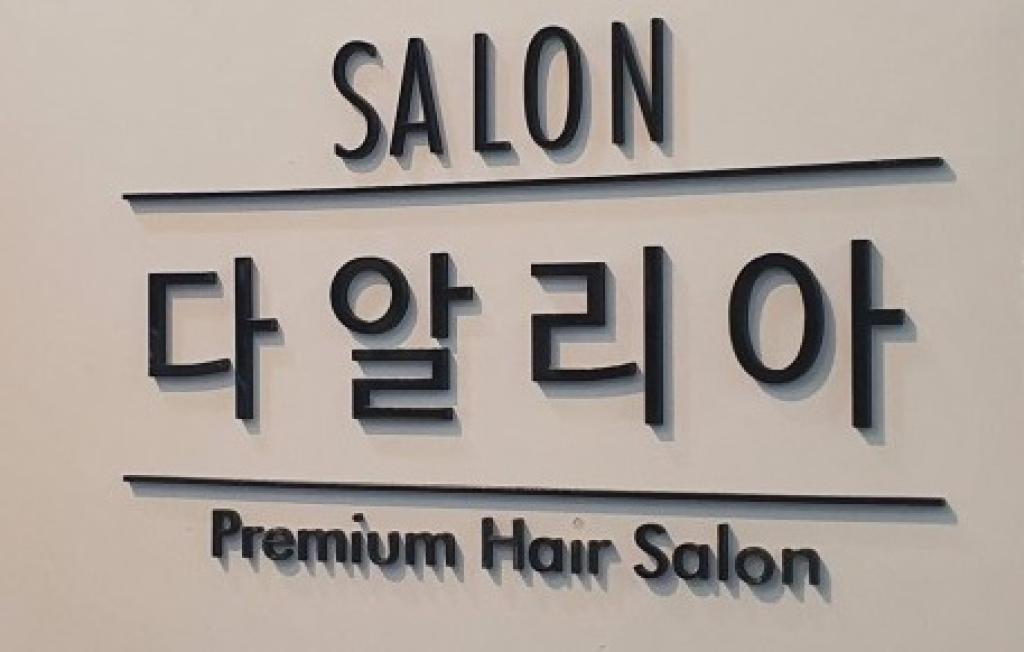 SALON
다알리아
Premium Hair Salon